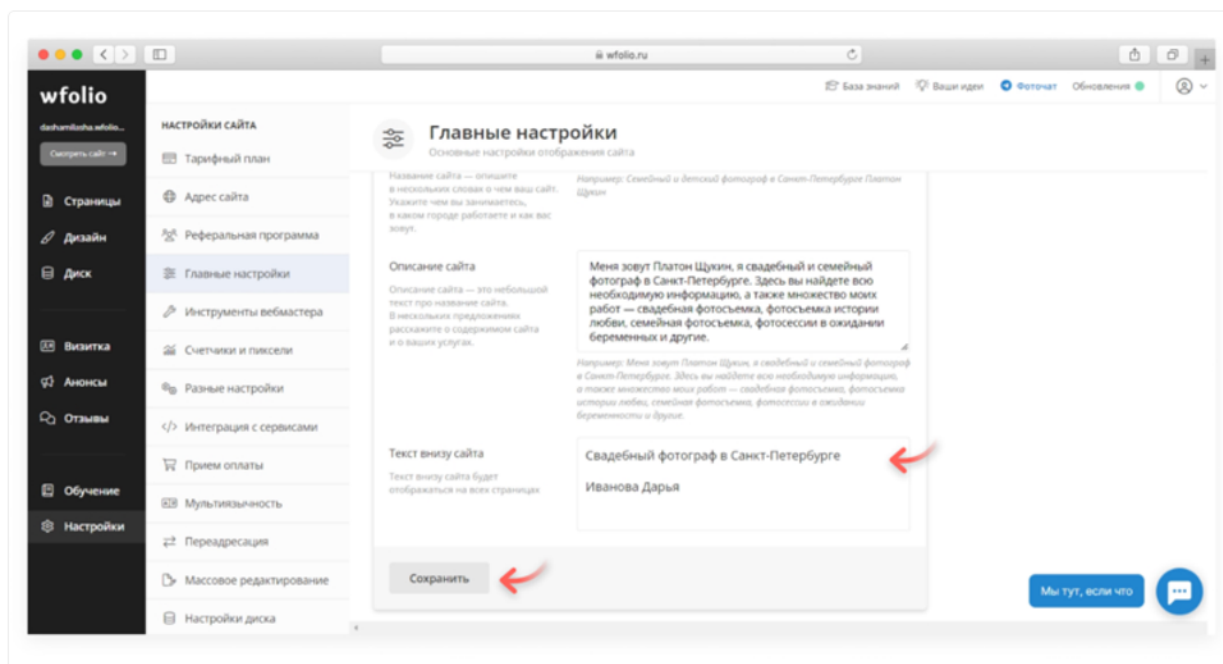 wfolio.ru
wfolio
dashamilasha.wfolio...
Смотреть сайт →
Страницы
Дизайн
Диск
Визитка
Анонсы
Отзывы
Обучение
Настройки
НАСТРОЙКИ САЙТА
Тарифный план
Адрес сайта
Реферальная программа
Главные настройки
Инструменты вебмастера
Счетчики и пиксели
Разные настройки
Интеграция с сервисами
Прием оплаты
Мультиязычность
Переадресация
Массовое редактирование
Настройки диска
База знаний
Ваши идеи
Фоточат
Обновления
Главные настройки
Основные настройки отображения сайта
Название сайта — опишите
в нескольких словах о чем ваш сайт.
Укажите чем вы занимаетесь,
в каком городе работаете и как вас
зовут.
Например: Семейный и детский фотограф в Санкт-Петербурге Платон
Щукин
Описание сайта
Описание сайта — это небольшой
текст про название сайта.
В нескольких предложениях
расскажите о содержимом сайта
и о ваших услугах.
Меня зовут Платон Щукин, я свадебный и семейный
фотограф в Санкт-Петербурге. Здесь вы найдете всю
необходимую информацию, а также множество моих
работ — свадебная фотосъемка, фотосъемка истории
любви, семейная фотосъемка, фотосессии в ожидании
беременных и другие.
Например: Меня зовут Платон Щукин, я свадебный и семейный фотограф
в Санкт-Петербурге. Здесь вы найдете всю необходимую информацию,
а также множество моих работ — свадебная фотосъемка, фотосъемка
истории любви, семейная фотосъемка, фотосессии в ожидании
беременности и другие.
Текст внизу сайта
Текст внизу сайта будет
отображаться на всех страницах
Свадебный фотограф в Санкт-Петербурге
Иванова Дарья
Сохранить
Мы тут, если что